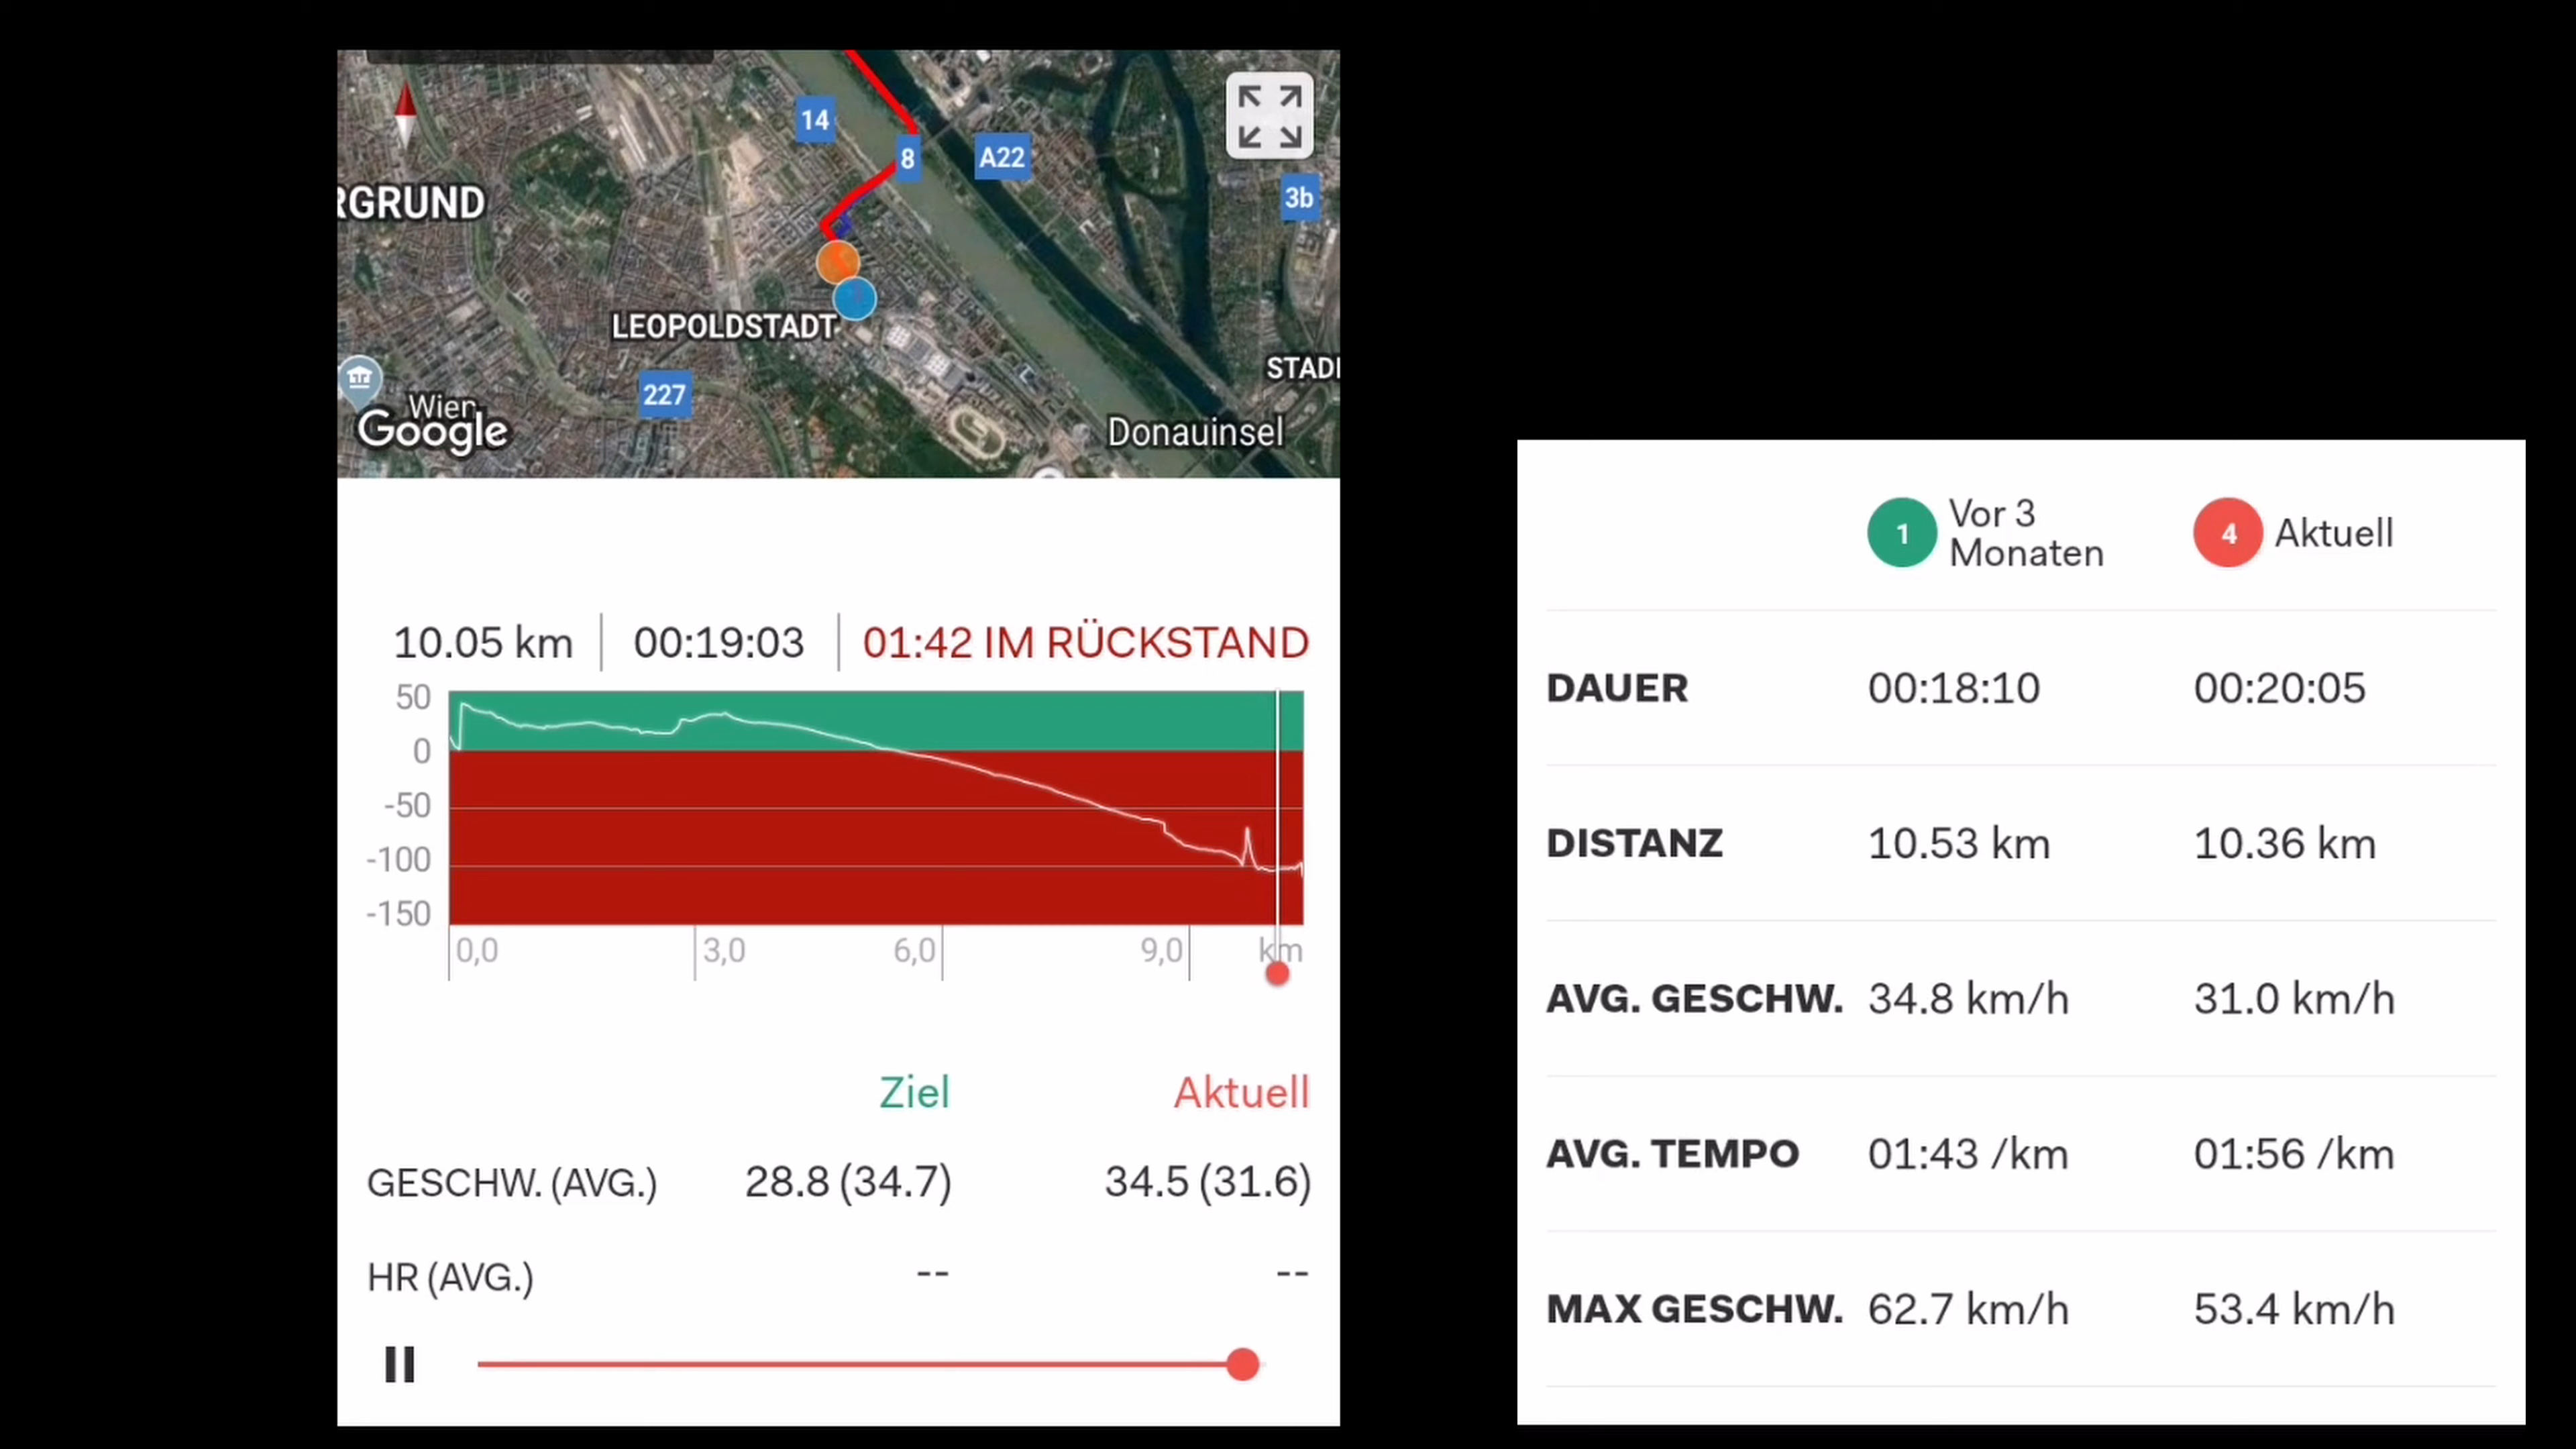 14
8
A22
3b
RGRUND
LEOPOLDSTADT
STAD
227
Wien
Google
Donauinsel
10.05 km | 00:19:03 | 01:42 IM RÜCKSTAND
50
0
-50
-100
-150
0,0 3,0 6,0 9,0 km
Ziel Aktuell
GESCHW. (AVG.) 28.8 (34.7) 34.5 (31.6)
HR (AVG.) -- --
1 Vor 3 Monaten 4 Aktuell
DAUER 00:18:10 00:20:05
DISTANZ 10.53 km 10.36 km
AVG. GESCHW. 34.8 km/h 31.0 km/h
AVG. TEMPO 01:43 /km 01:56 /km
MAX GESCHW. 62.7 km/h 53.4 km/h